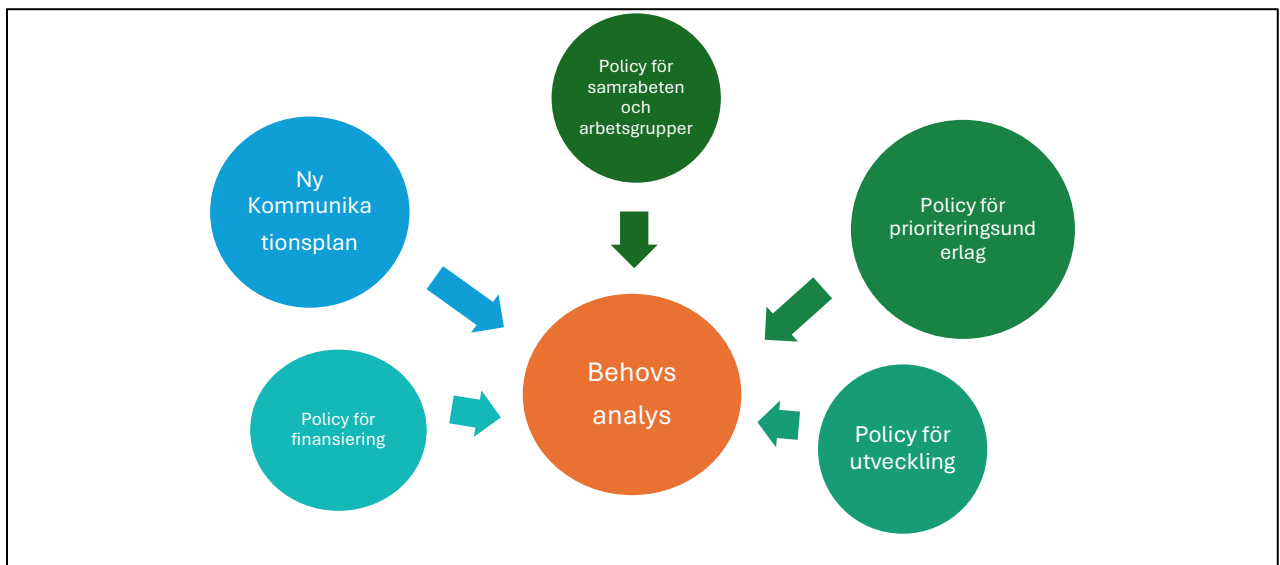 Policy för
samrabeten
och
arbetsgrupper
Ny
Kommunika
tionsplan
Policy för
prioriteringsund
erlag
Behovs
analys
Policy för
finansiering
Policy för
utveckling